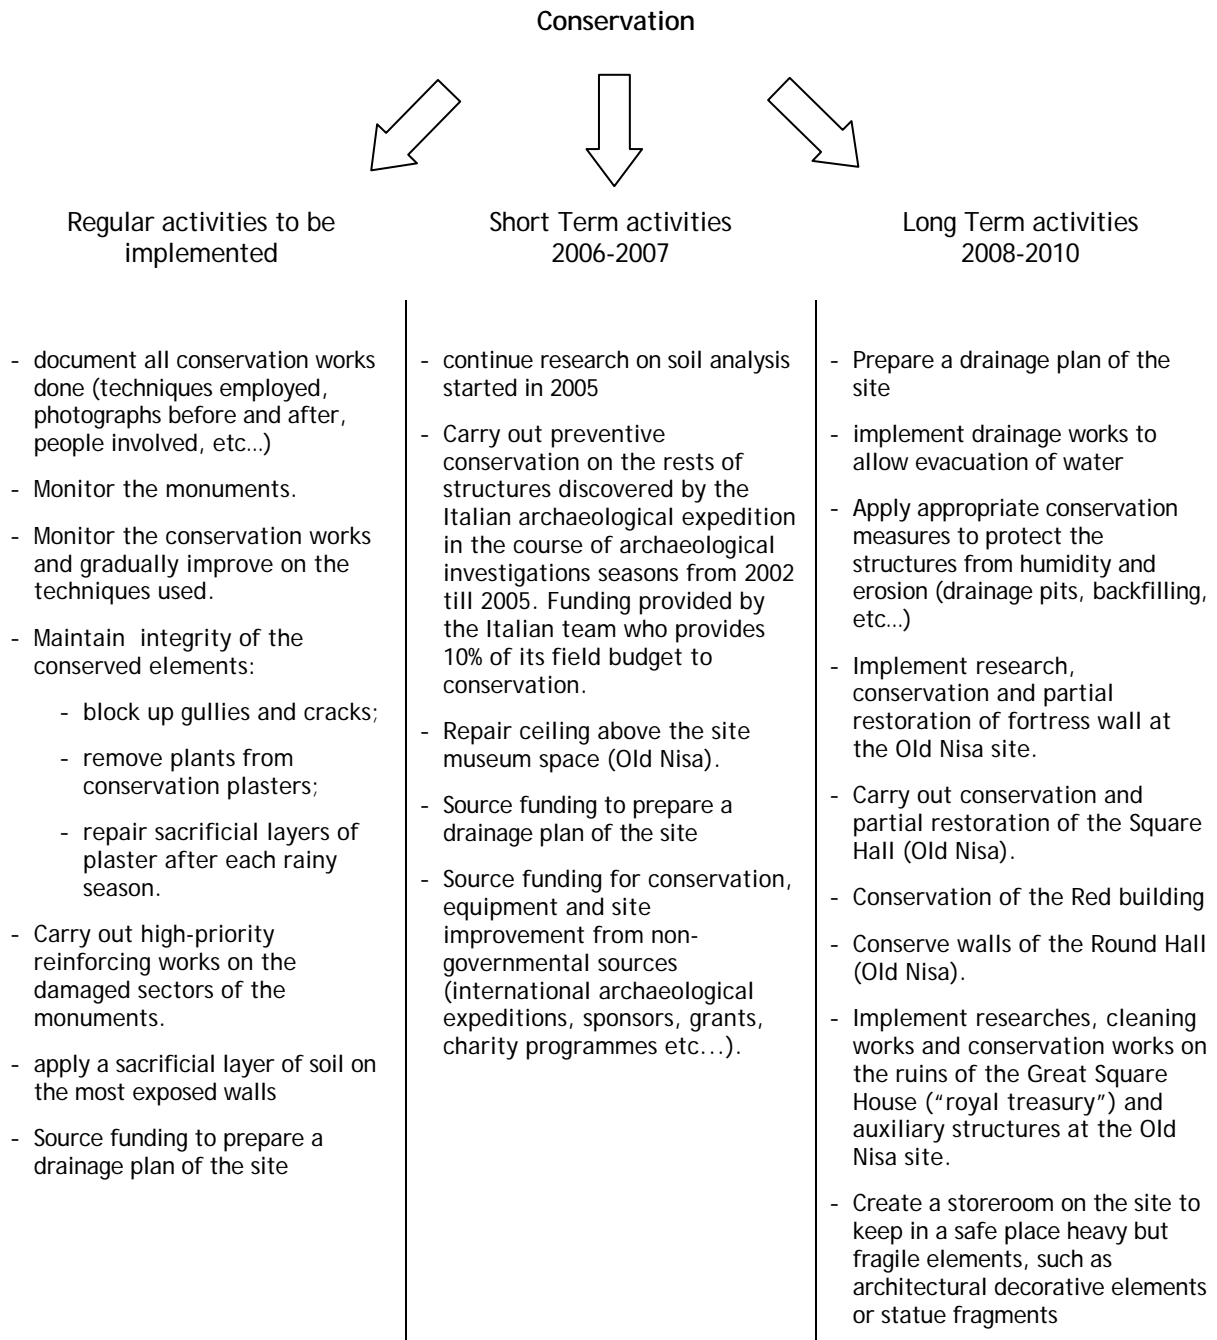 Conservation
Regular activities to be
implemented
- document all conservation works
done (techniques employed,
photographs before and after,
people involved, etc…)
- Monitor the monuments.
- Monitor the conservation works
and gradually improve on the
techniques used.
- Maintain integrity of the
conserved elements:
- block up gullies and cracks;
- remove plants from
conservation plasters;
- repair sacrificial layers of
plaster after each rainy
season.
- Carry out high-priority
reinforcing works on the
damaged sectors of the
monuments.
- apply a sacrificial layer of soil on
the most exposed walls
- Source funding to prepare a
drainage plan of the site
Short Term activities
2006-2007
- continue research on soil analysis
started in 2005
- Carry out preventive
conservation on the rests of
structures discovered by the
Italian archaeological expedition
in the course of archaeological
investigations seasons from 2002
till 2005. Funding provided by
the Italian team who provides
10% of its field budget to
conservation.
- Repair ceiling above the site
museum space (Old Nisa).
- Source funding to prepare a
drainage plan of the site
- Source funding for conservation,
equipment and site
improvement from non-
governmental sources
(international archaeological
expeditions, sponsors, grants,
charity programmes etc...).
Long Term activities
2008-2010
- Prepare a drainage plan of the
site
- implement drainage works to
allow evacuation of water
- Apply appropriate conservation
measures to protect the
structures from humidity and
erosion (drainage pits, backfilling,
etc…)
- Implement research,
conservation and partial
restoration of fortress wall at
the Old Nisa site.
- Carry out conservation and
partial restoration of the Square
Hall (Old Nisa).
- Conservation of the Red building
- Conserve walls of the Round Hall
(Old Nisa).
- Implement researches, cleaning
works and conservation works on
the ruins of the Great Square
House (“royal treasury”) and
auxiliary structures at the Old
Nisa site.
- Create a storeroom on the site to
keep in a safe place heavy but
fragile elements, such as
architectural decorative elements
or statue fragments